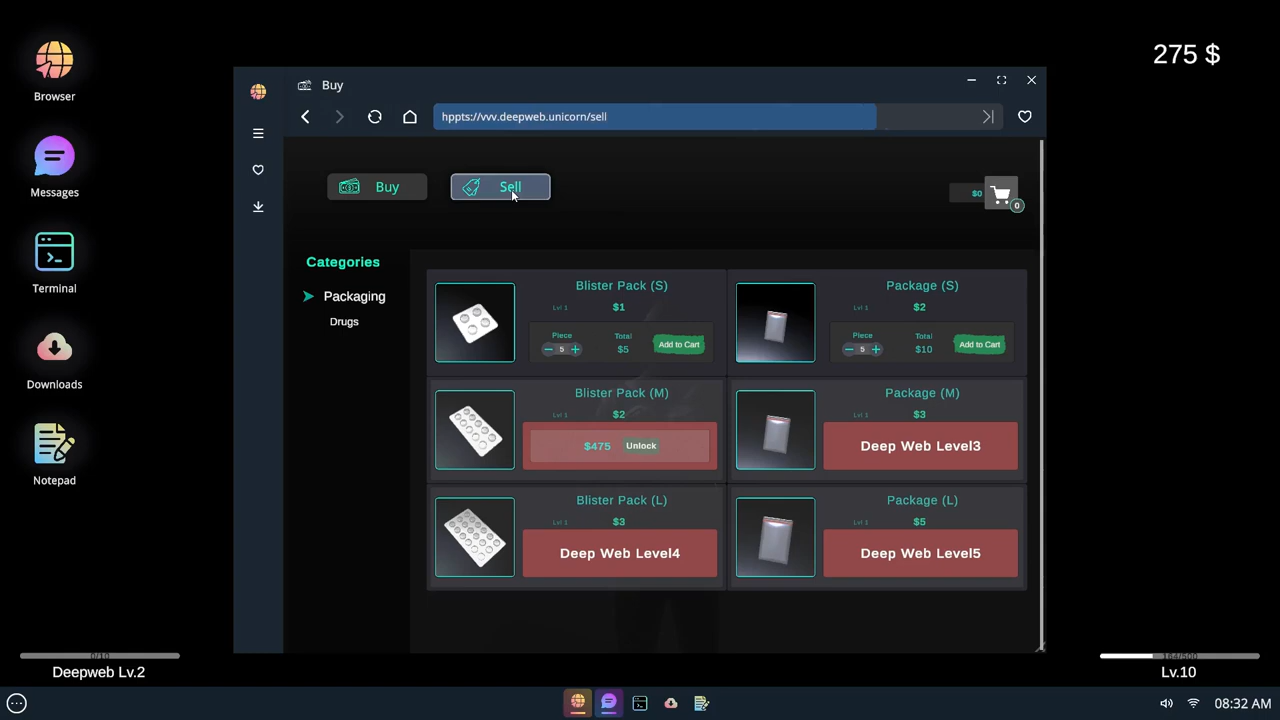 275 $
Browser
Messages
Terminal
Downloads
Notepad
Buy
hppts://vvv.deepweb.unicorn/sell
Buy
Sell
$0
0
Categories
Packaging
Drugs
Blister Pack (S)
Lvl 1
$1
Piece
5
Total
$5
Add to Cart
Package (S)
Lvl 1
$2
Piece
5
Total
$10
Add to Cart
Blister Pack (M)
Lvl 1
$2
$475
Unlock
Package (M)
Lvl 1
$3
Deep Web Level3
Blister Pack (L)
Lvl 1
$3
Deep Web Level4
Package (L)
Lvl 1
$5
Deep Web Level5
0/10
Deepweb Lv.2
164/500
Lv.10
08:32 AM